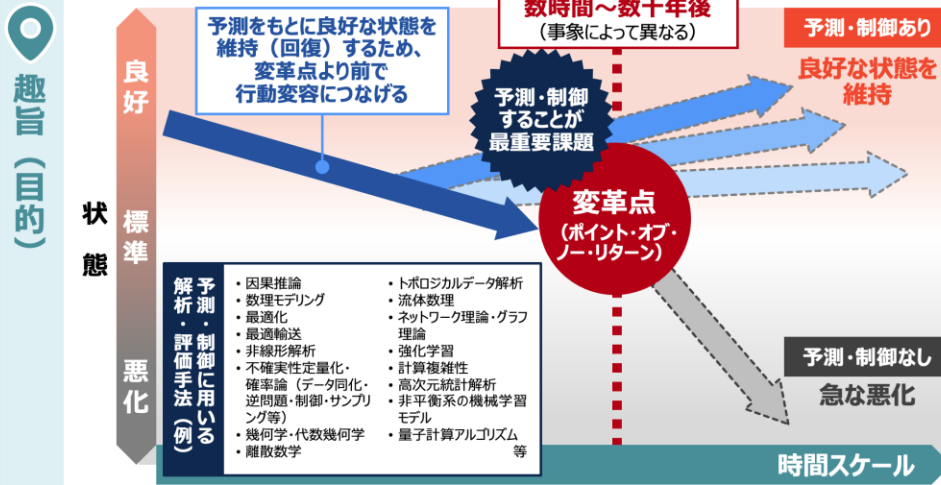 趣旨（目的）
数時間～数十年後
（事象によって異なる）
予測をもとに良好な状態を
維持（回復）するため、
変革点より前で
行動変容につなげる
予測・制御あり
良好な状態を
維持
予測・制御
することが
最重要課題
変革点
（ポイント・オブ・
ノー・リターン）
状態
良好
標準
悪化
予測・制御に用いる
解析・評価手法（例）
・因果推論
・数理モデリング
・最適化
・最適輸送
・非線形解析
・不確実性定量化・
確率論（データ同化・
逆問題・制御・サンプリ
ング等）
・幾何学・代数幾何学
・離散数学
・トポロジカルデータ解析
・流体数理
・ネットワーク理論・グラフ
理論
・強化学習
・計算複雑性
・高次元統計解析
・非平衡系の機械学習
モデル
・量子計算アルゴリズム
等
予測・制御なし
急な悪化
時間スケール